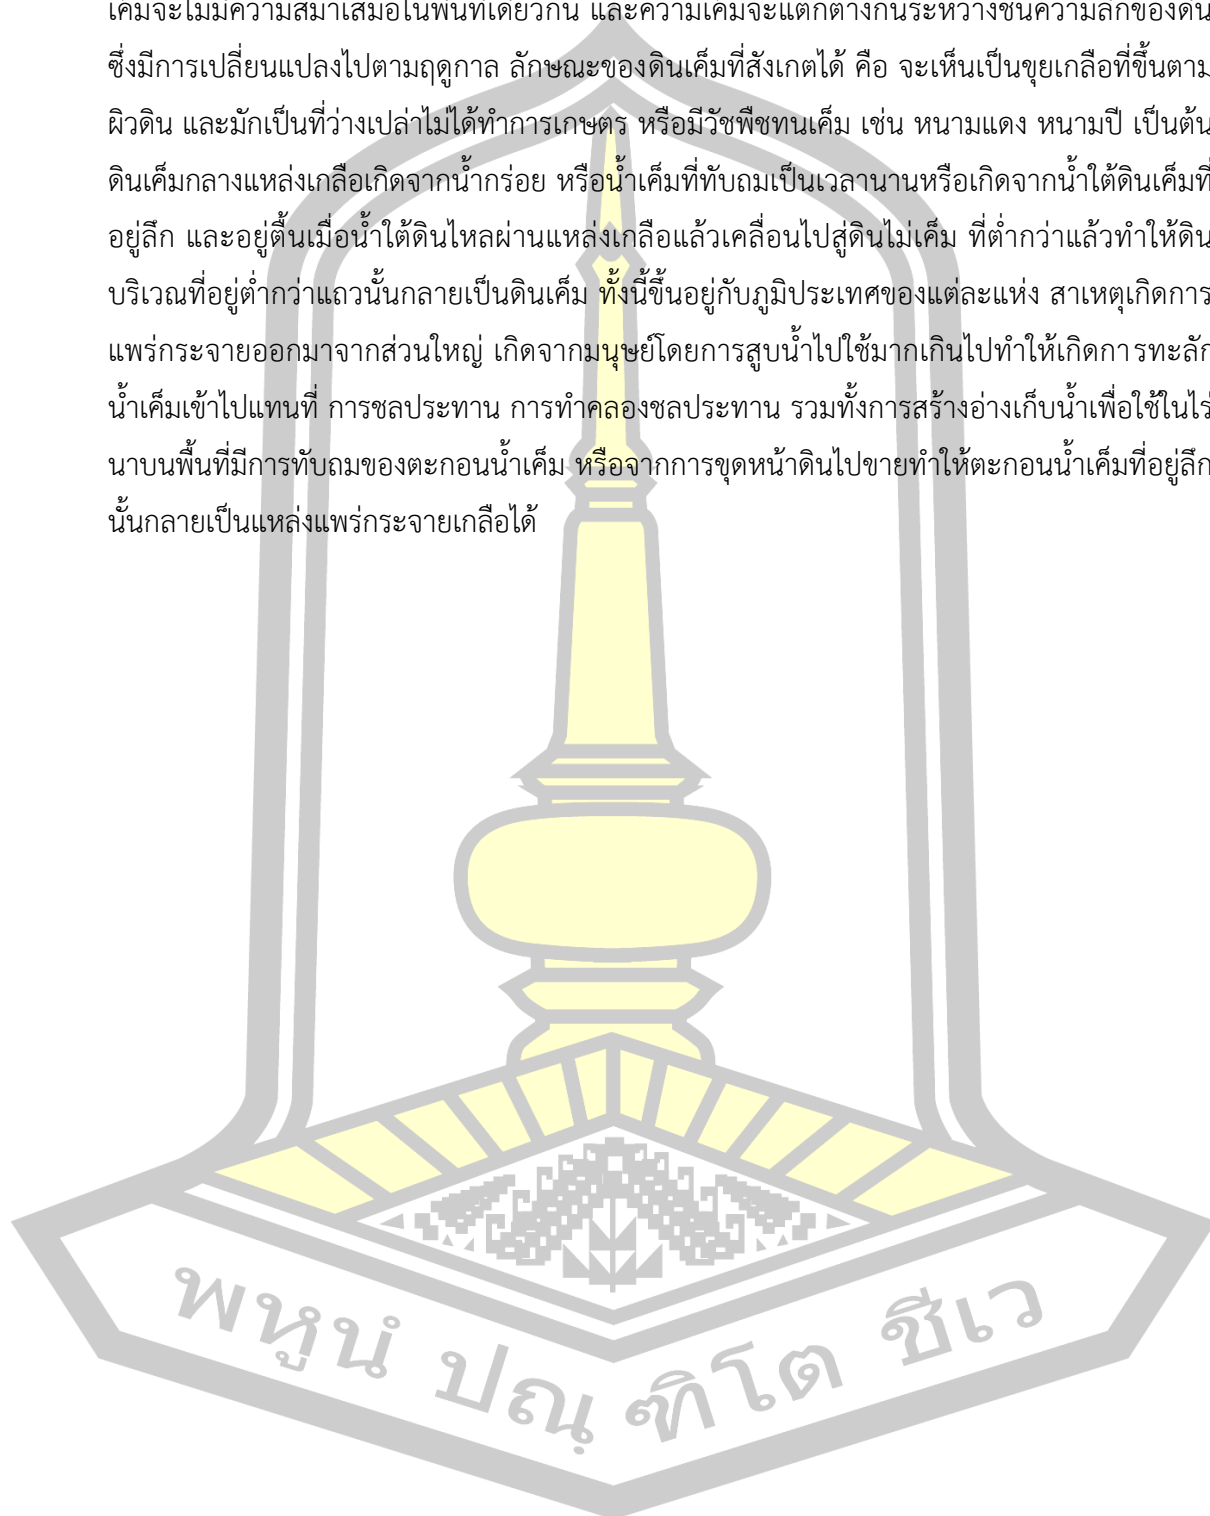 เค็มจะไม่มีความสม่ำเสมอในพื้นที่เดียวกัน และความเค็มจะแตกต่างกันระหว่างชั้นความลึกของดิน
ซึ่งมีการเปลี่ยนแปลงไปตามฤดูกาล ลักษณะของดินเค็มที่สังเกตได้ คือ จะเห็นเป็นขุยเกลือที่ขึ้นตาม
ผิวดิน และมักเป็นที่ว่างเปล่าไม่ได้ทำการเกษตร หรือมีวัชพืชทนเค็ม เช่น หนามแดง หนามปี เป็นต้น
ดินเค็มกลางแหล่งเกลือเกิดจากน้ำกร่อย หรือน้ำเค็มที่ทับถมเป็นเวลานานหรือเกิดจากน้ำใต้ดินเค็มที่
อยู่ลึก และอยู่ตื้นเมื่อน้ำใต้ดินไหลผ่านแหล่งเกลือแล้วเคลื่อนไปสู่ดินไม่เค็ม ที่ต่ำกว่าแล้วทำให้ดิน
บริเวณที่อยู่ต่ำกว่าแถวนั้นกลายเป็นดินเค็ม ทั้งนี้ขึ้นอยู่กับภูมิประเทศของแต่ละแห่ง สาเหตุเกิดการ
แพร่กระจายออกมาจากส่วนใหญ่ เกิดจากมนุษย์โดยการสูบน้ำไปใช้มากเกินไปทำให้เกิดการทะลัก
น้ำเค็มเข้าไปแทนที่ การชลประทาน การทำคลองชลประทาน รวมทั้งการสร้างอ่างเก็บน้ำเพื่อใช้ในไร่
นาบนพื้นที่มีการทับถมของตะกอนน้ำเค็ม หรือจากการขุดหน้าดินไปขายทำให้ตะกอนน้ำเค็มที่อยู่ลึก
นั้นกลายเป็นแหล่งแพร่กระจายเกลือได้
พหูนํ ปณฺฑิโต ชีเว